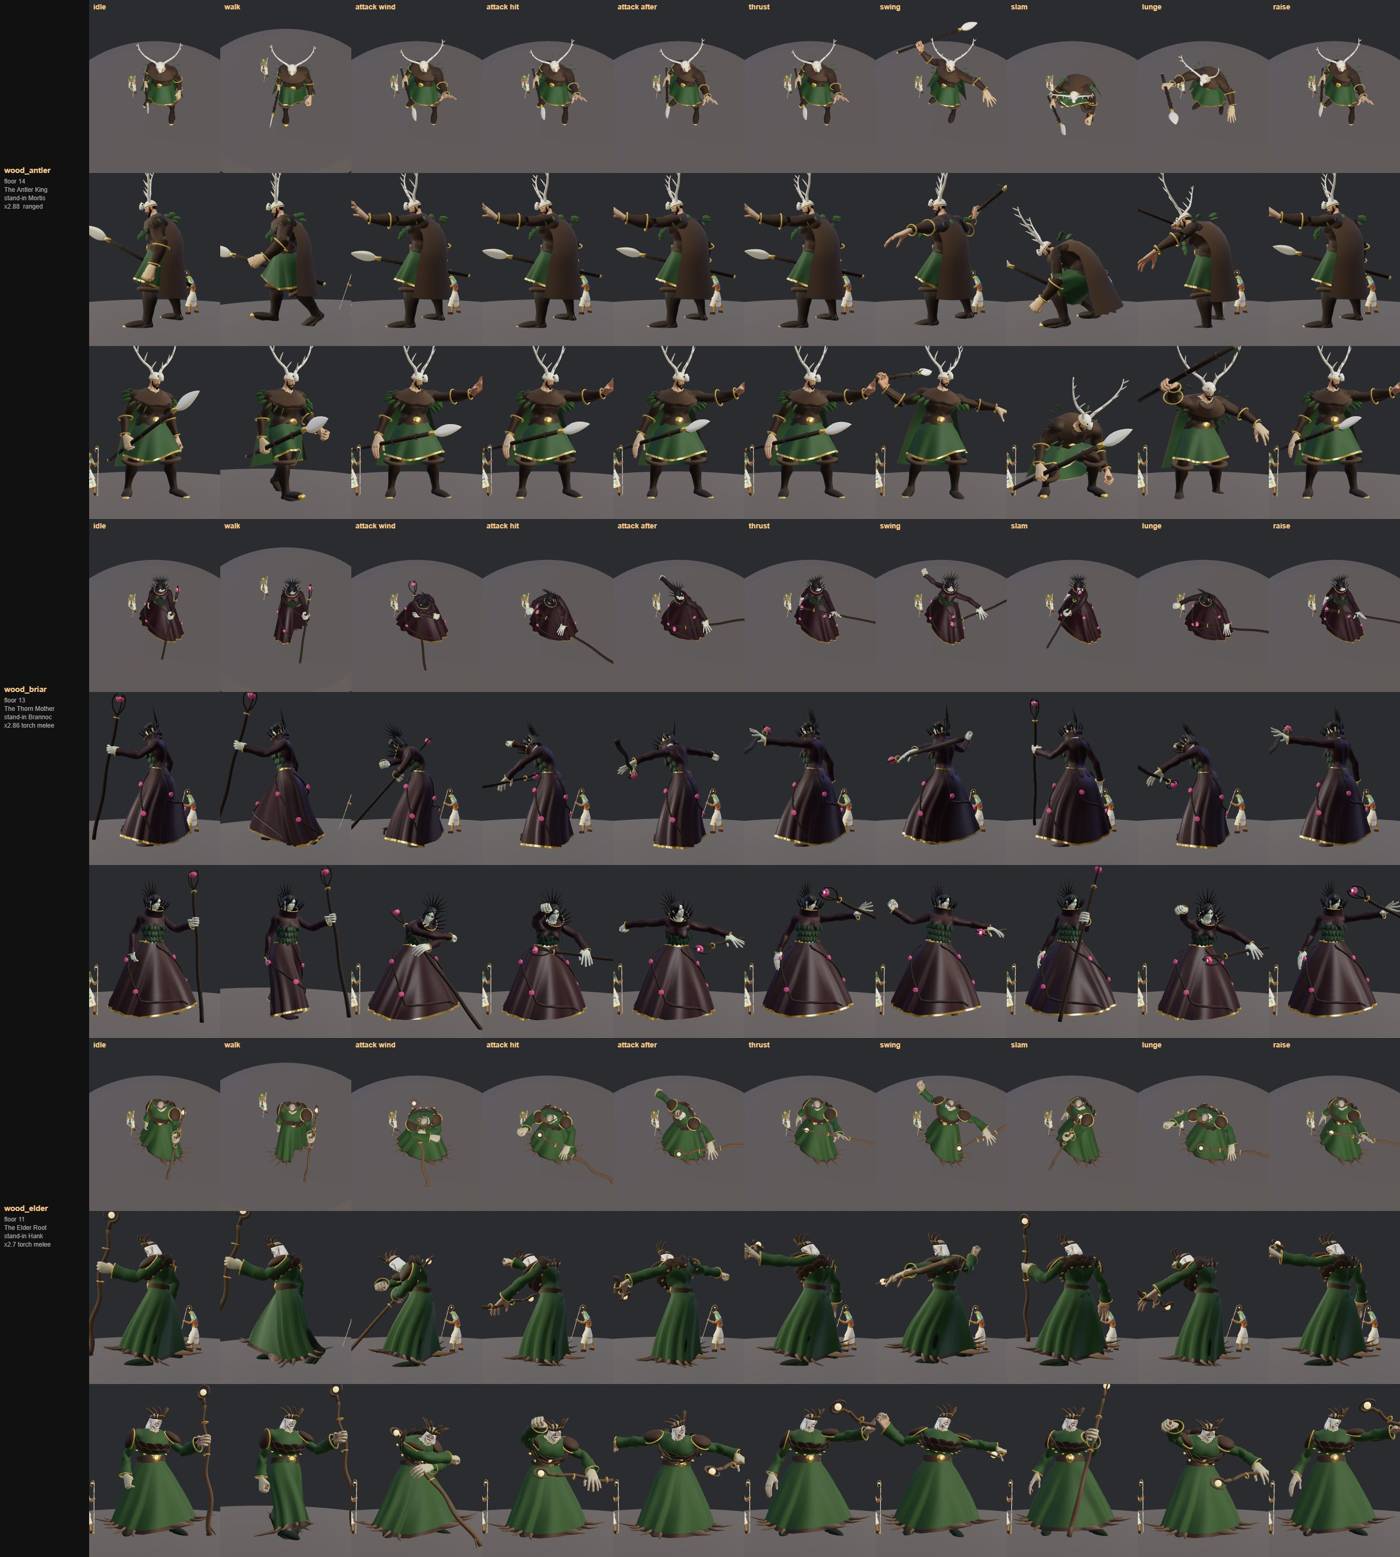 idle walk attack wind attack hit attack after thrust swing slam lunge raise
wood_antler
floor 14
The Antler King
stand-in Mortis
x2.88 ranged
idle walk attack wind attack hit attack after thrust swing slam lunge raise
wood_briar
floor 13
The Thorn Mother
stand-in Brannoc
x2.86 torch melee
idle walk attack wind attack hit attack after thrust swing slam lunge raise
wood_elder
floor 11
The Elder Root
stand-in Hank
x2.7 torch melee